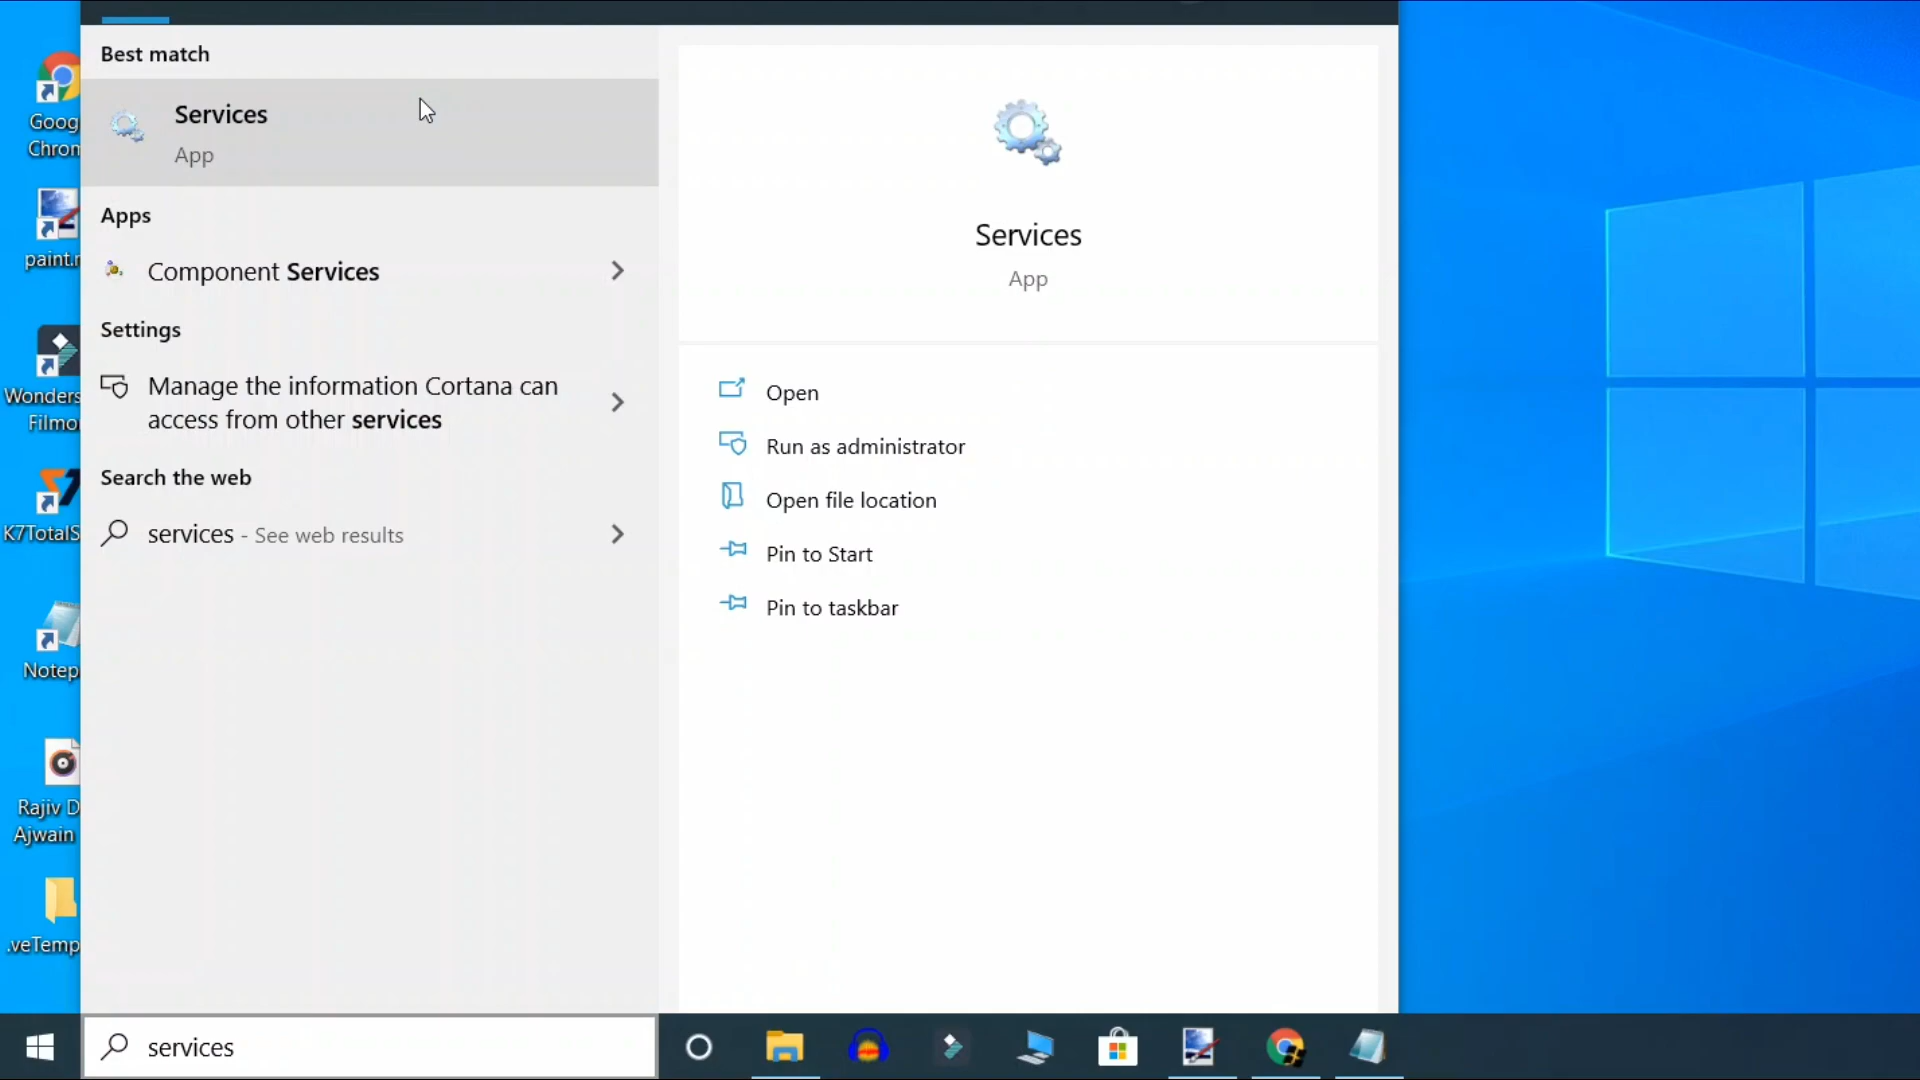 Best match
Services
App
Apps
Component Services
Settings
Manage the information Cortana can
access from other services
Search the web
services - See web results
services
Services
App
Open
Run as administrator
Open file location
Pin to Start
Pin to taskbar
Goog
Chron
paint.n
Wonders
Filmo
K7TotalS
Notep
Rajiv D
Ajwain
.veTemp